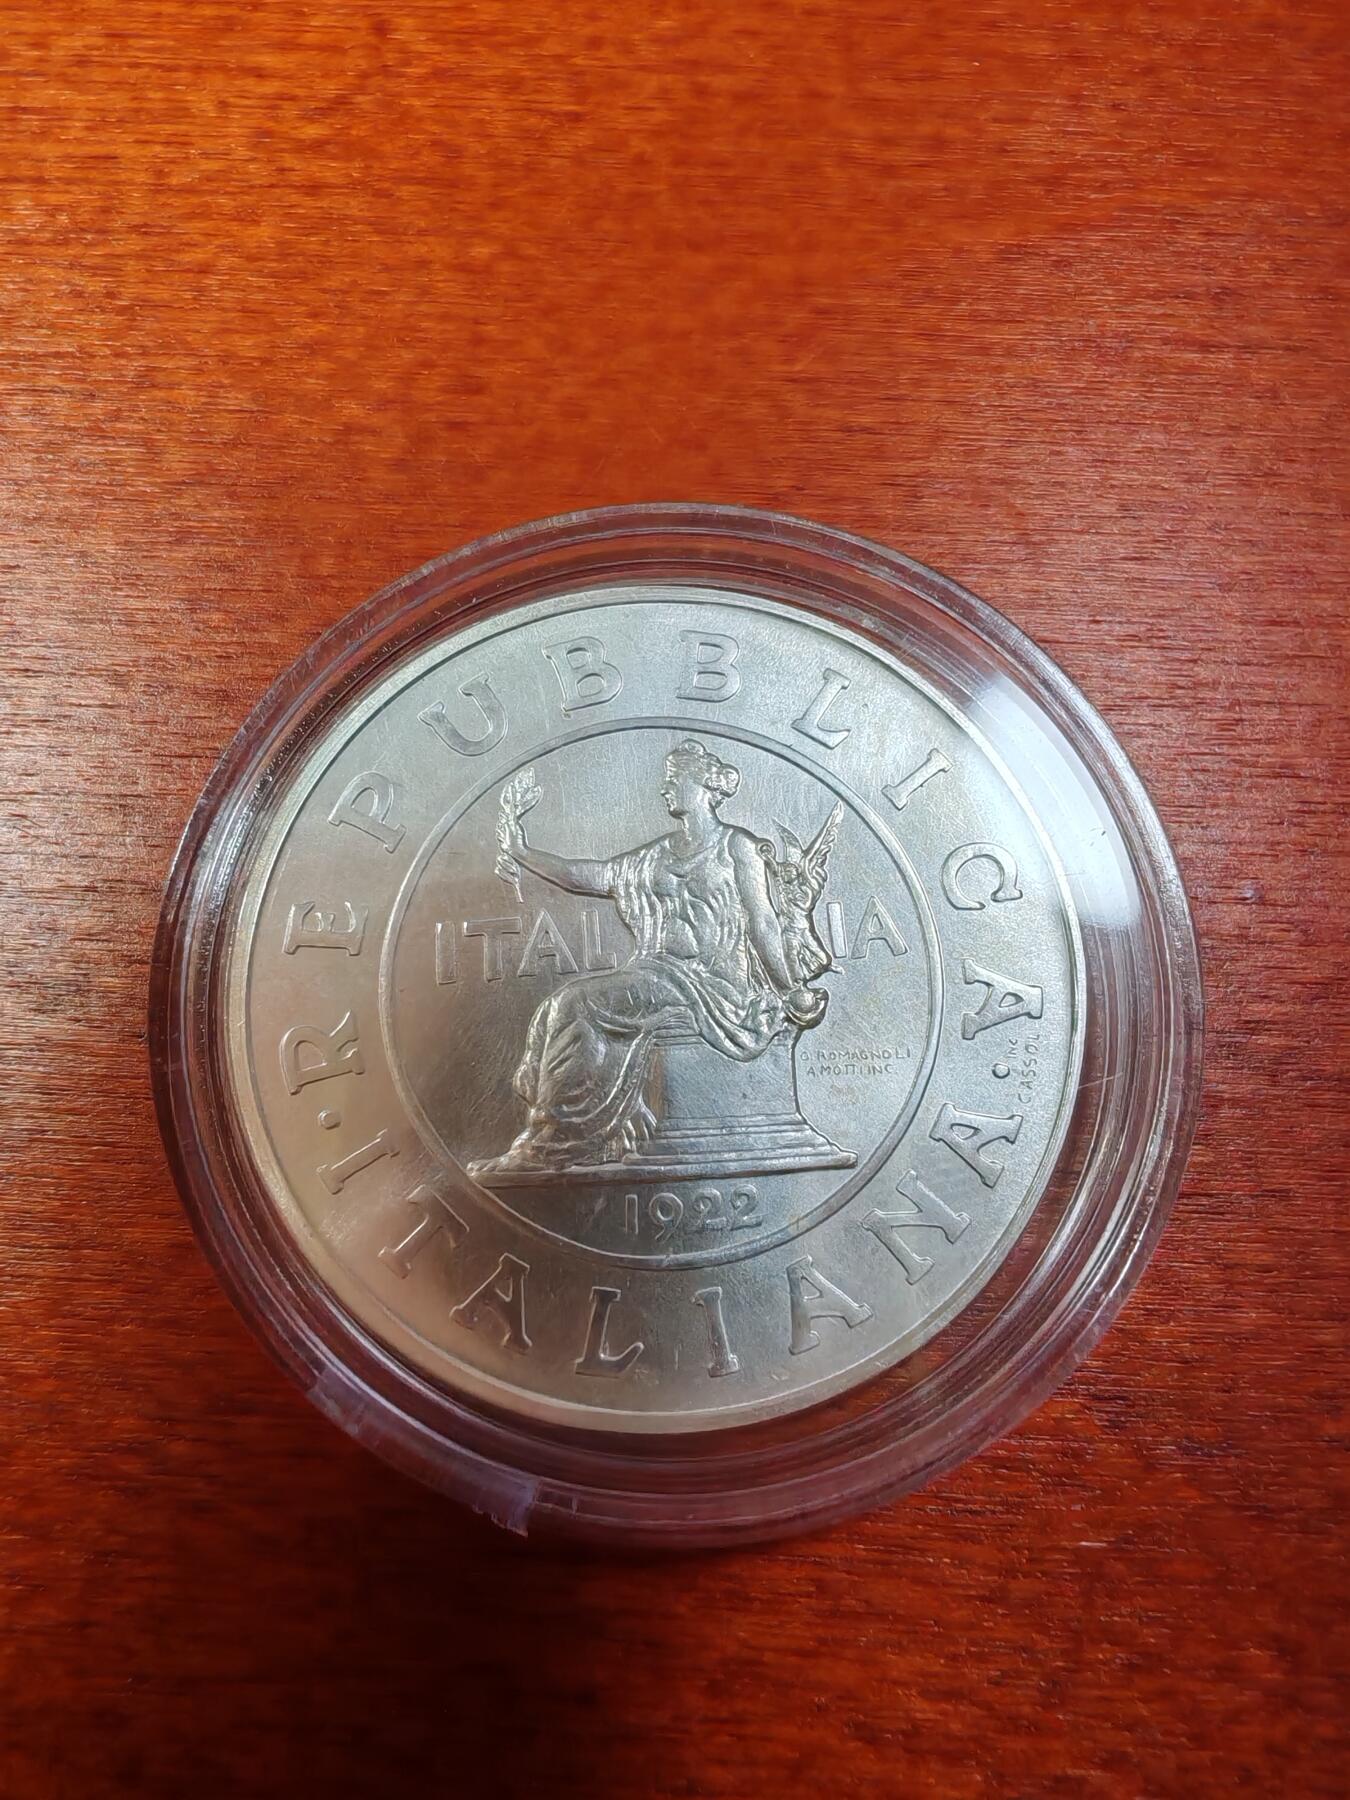 ·REPUBBLICA·
ITALIANA
ITALIA
G. ROMAGNOLI
A MOTTI INC.
1922
CASSOL INC